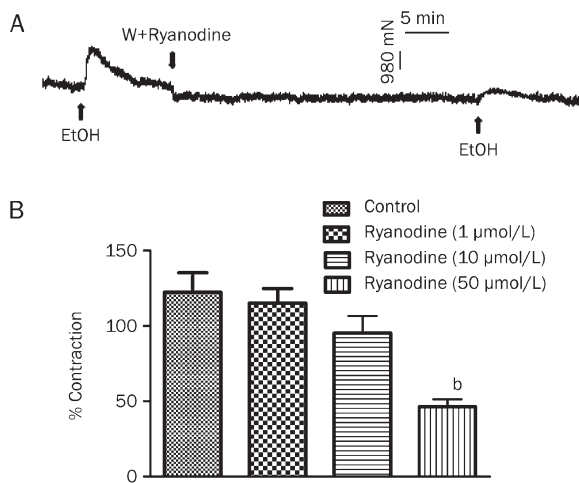 A
W+Ryanodine
5 min
980 mN
EtOH
EtOH
B
Control
Ryanodine (1 µmol/L)
Ryanodine (10 µmol/L)
Ryanodine (50 µmol/L)
% Contraction
150
100
50
0
b